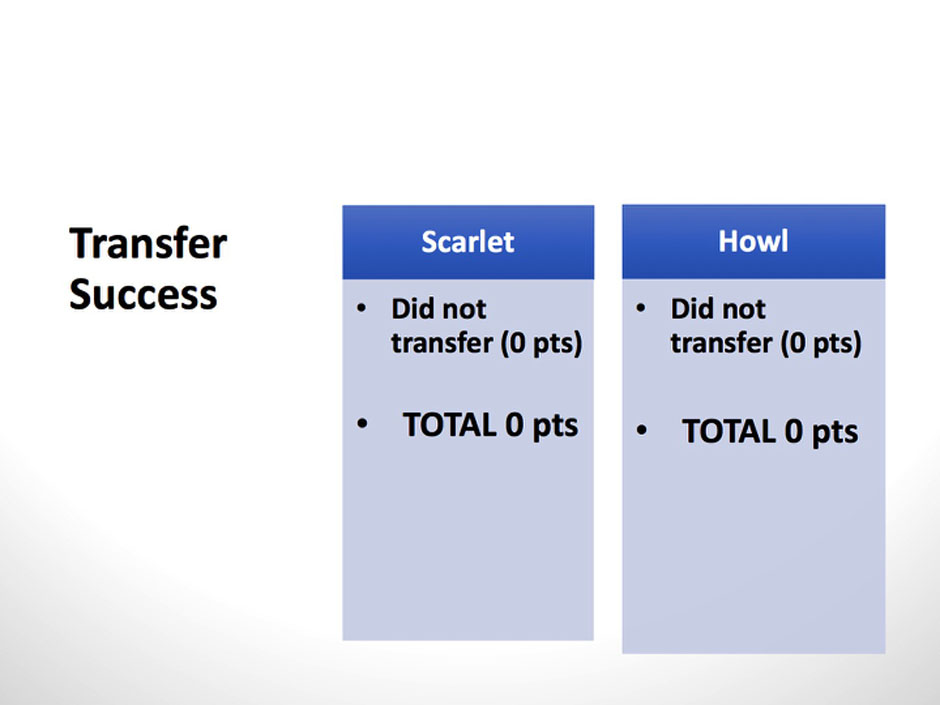 Transfer
Success
Scarlet
• Did not
transfer (0 pts)
• TOTAL 0 pts
Howl
• Did not
transfer (0 pts)
• TOTAL 0 pts